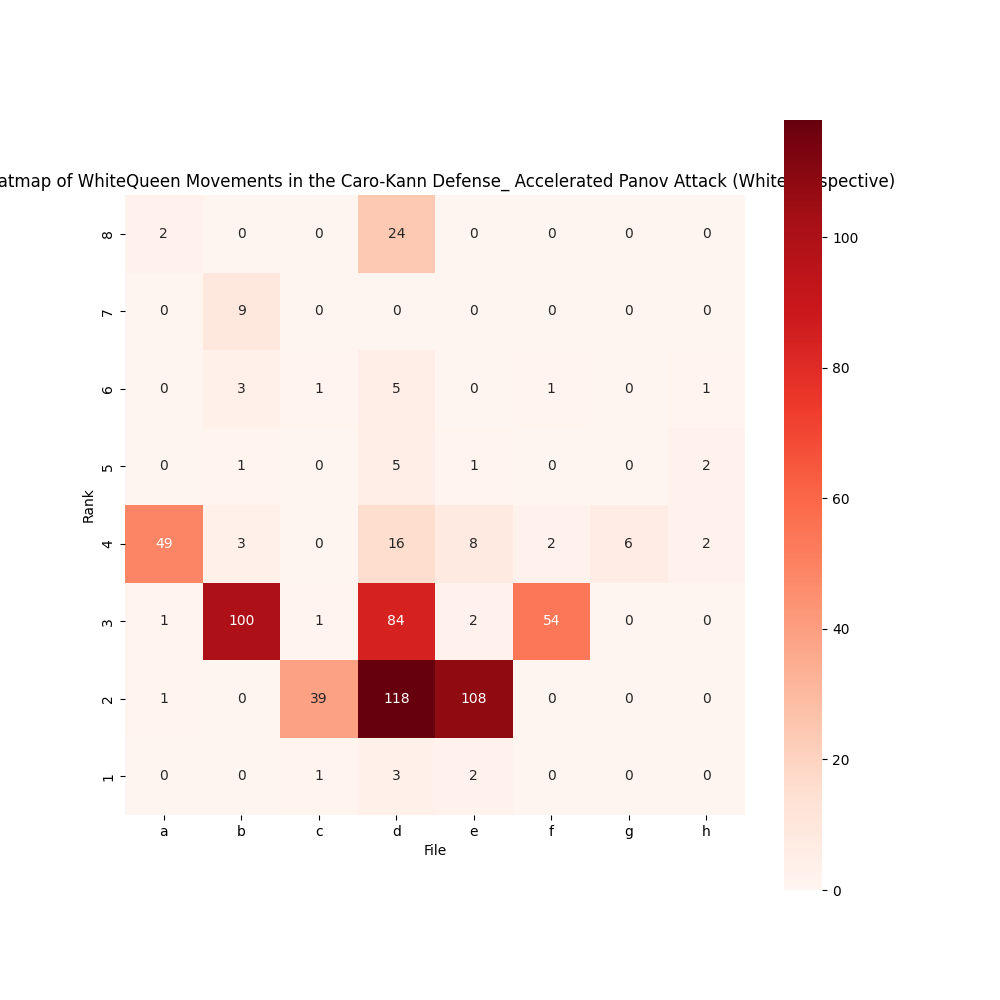 atmap of WhiteQueen Movements in the Caro-Kann Defense_ Accelerated Panov Attack (White spective)
8 2 0 0 24 0 0 0 0
7 0 9 0 0 0 0 0 0
6 0 3 1 5 0 1 0 1
5 0 1 0 5 1 0 0 2
4 49 3 0 16 8 2 6 2
3 1 100 1 84 2 54 0 0
2 1 0 39 118 108 0 0 0
1 0 0 1 3 2 0 0 0
a b c d e f g h
File
Rank
100
80
60
40
20
0